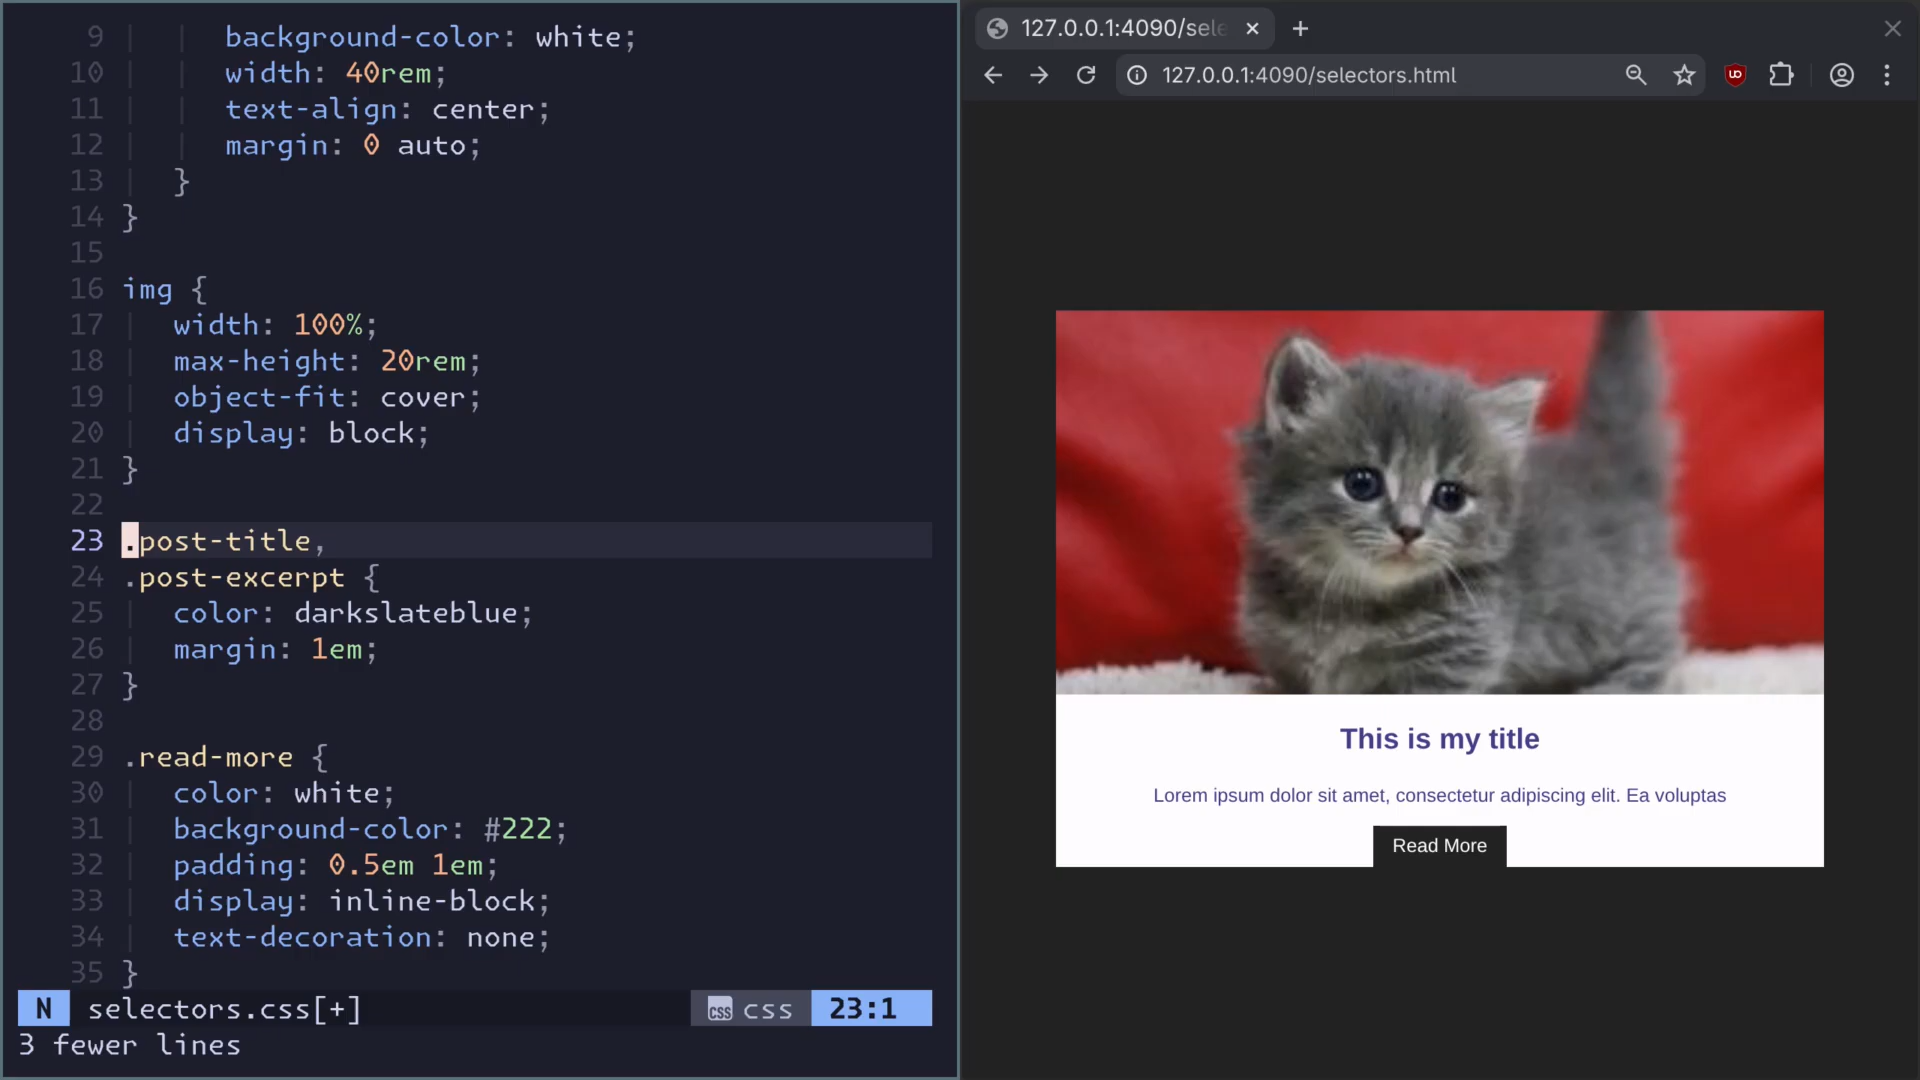 9 background-color: white;
10 width: 40rem;
11 text-align: center;
12 margin: 0 auto;
13 }
14 }
15
16 img {
17 width: 100%;
18 max-height: 20rem;
19 object-fit: cover;
20 display: block;
21 }
22
23 .post-title,
24 .post-excerpt {
25 color: darkslateblue;
26 margin: 1em;
27 }
28
29 .read-more {
30 color: white;
31 background-color: #222;
32 padding: 0.5em 1em;
33 display: inline-block;
34 text-decoration: none;
35 }
N selectors.css[+] css css 23:1
3 fewer lines
127.0.0.1:4090/sele
127.0.0.1:4090/selectors.html
This is my title
Lorem ipsum dolor sit amet, consectetur adipiscing elit. Ea voluptas
Read More